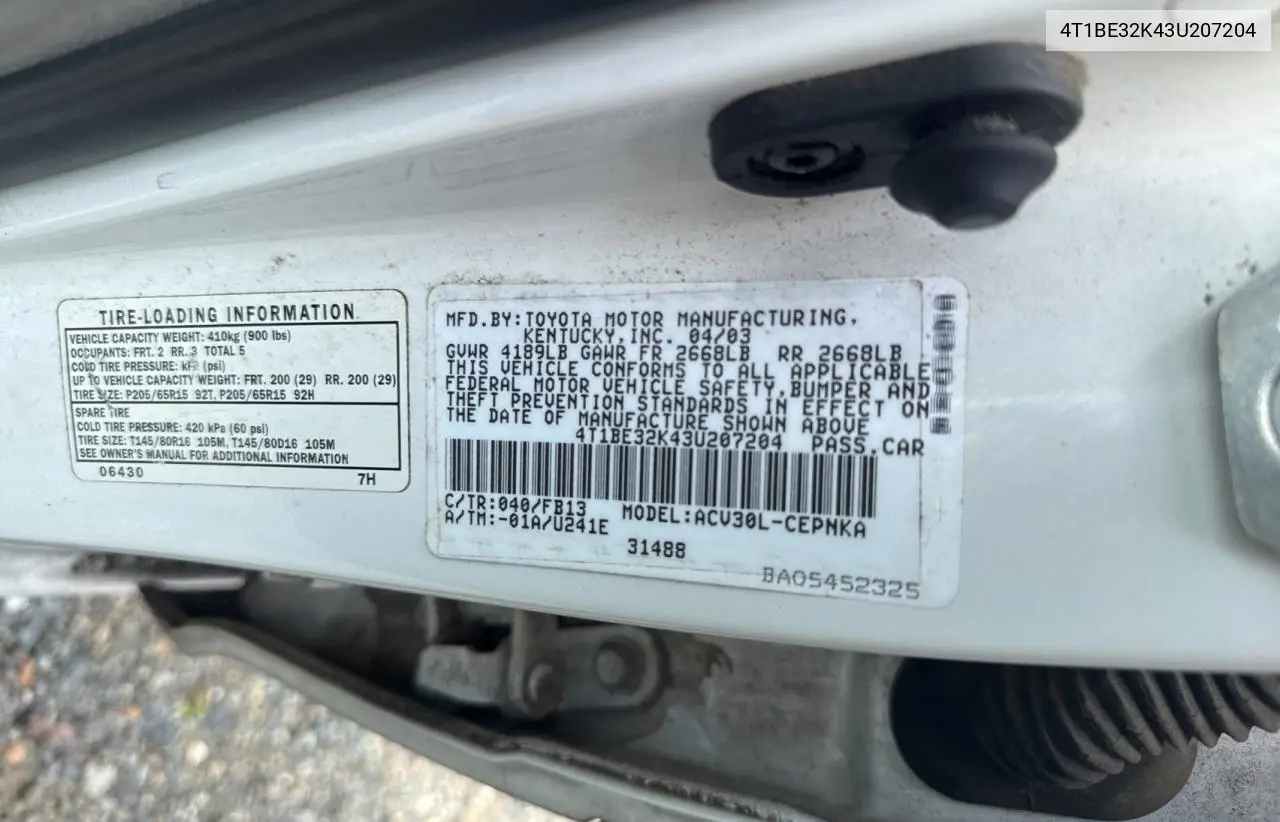 4T1BE32K43U207204
TIRE-LOADING INFORMATION
VEHICLE CAPACITY WEIGHT: 410kg (900 lbs)
OCCUPANTS: FRT. 2 RR. 3 TOTAL 5
COLD TIRE PRESSURE: (psi)
UP TO VEHICLE CAPACITY WEIGHT: FRT. 200 (29) RR. 200 (29)
TIRE SIZE: P205/65R15 92T, P205/65R15 92H
SPARE TIRE
COLD TIRE PRESSURE: 420 kPa (60 psi)
TIRE SIZE: T145/80R16 105M, T145/80D16 105M
SEE OWNER'S MANUAL FOR ADDITIONAL INFORMATION
06430 7H
MFD.BY:TOYOTA MOTOR MANUFACTURING,
KENTUCKY,INC. 04/03
GVWR 4189LB GAWR FR 2668LB RR 2668LB
THIS VEHICLE CONFORMS TO ALL APPLICABLE
FEDERAL MOTOR VEHICLE SAFETY,BUMPER AND
THEFT PREVENTION STANDARDS IN EFFECT ON
THE DATE OF MANUFACTURE SHOWN ABOVE
4T1BE32K43U207204 PASS.CAR
C/TR:040/FB13 MODEL:ACV30L-CEPNKA
A/TM:-01A/U241E
31488
BA05452325